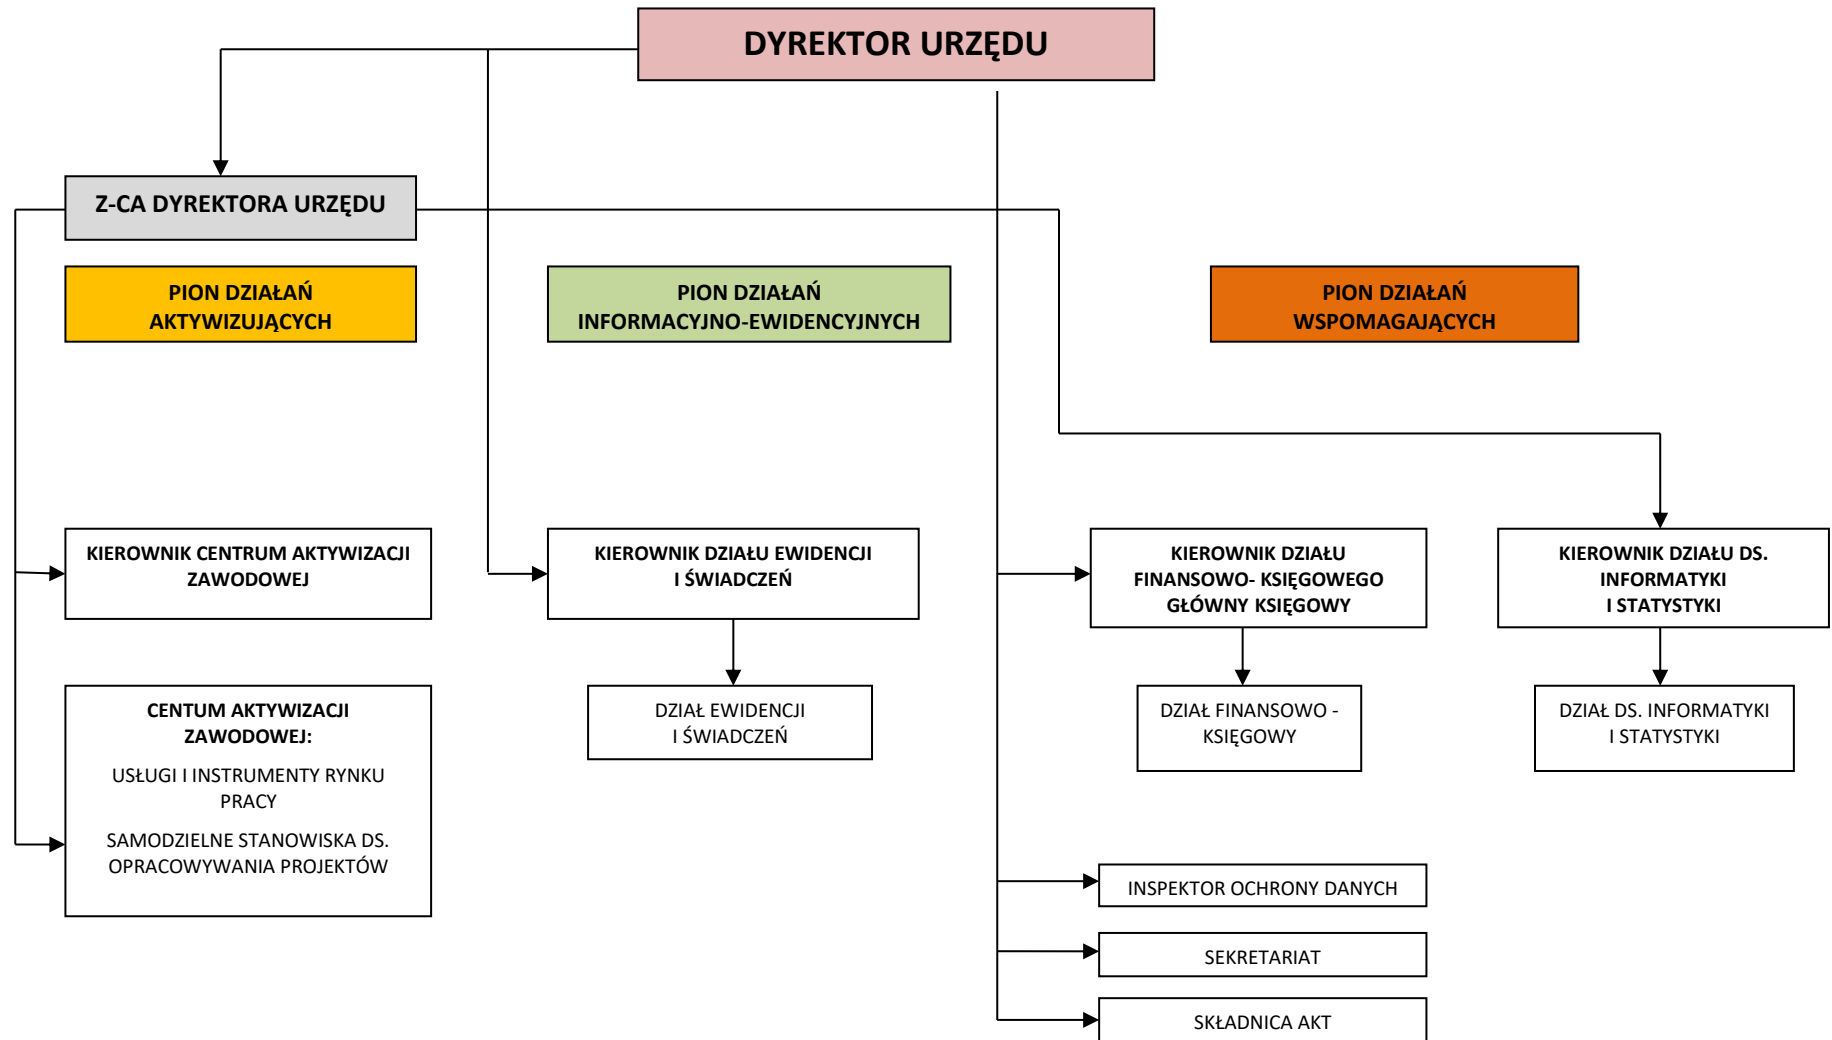 DYREKTOR URZĘDU
Z-CA DYREKTORA URZĘDU
PION DZIAŁAŃ
AKTYWIZUJĄCYCH
PION DZIAŁAŃ
INFORMACYJNO-EWIDENCYJNYCH
PION DZIAŁAŃ
WSPOMAGAJĄCYCH
KIEROWNIK CENTRUM AKTYWIZACJI
ZAWODOWEJ
KIEROWNIK DZIAŁU EWIDENCJI
I ŚWIADCZEŃ
KIEROWNIK DZIAŁU
FINANSOWO- KSIĘGOWEGO
GŁÓWNY KSIĘGOWY
KIEROWNIK DZIAŁU DS.
INFORMATYKI
I STATYSTYKI
CENTUM AKTYWIZACJI
ZAWODOWEJ:
USŁUGI I INSTRUMENTY RYNKU
PRACY
SAMODZIELNE STANOWISKA DS.
OPRACOWYWANIA PROJEKTÓW
DZIAŁ EWIDENCJI
I ŚWIADCZEŃ
DZIAŁ FINANSOWO -
KSIĘGOWY
DZIAŁ DS. INFORMATYKI
I STATYSTYKI
INSPEKTOR OCHRONY DANYCH
SEKRETARIAT
SKŁADNICA AKT